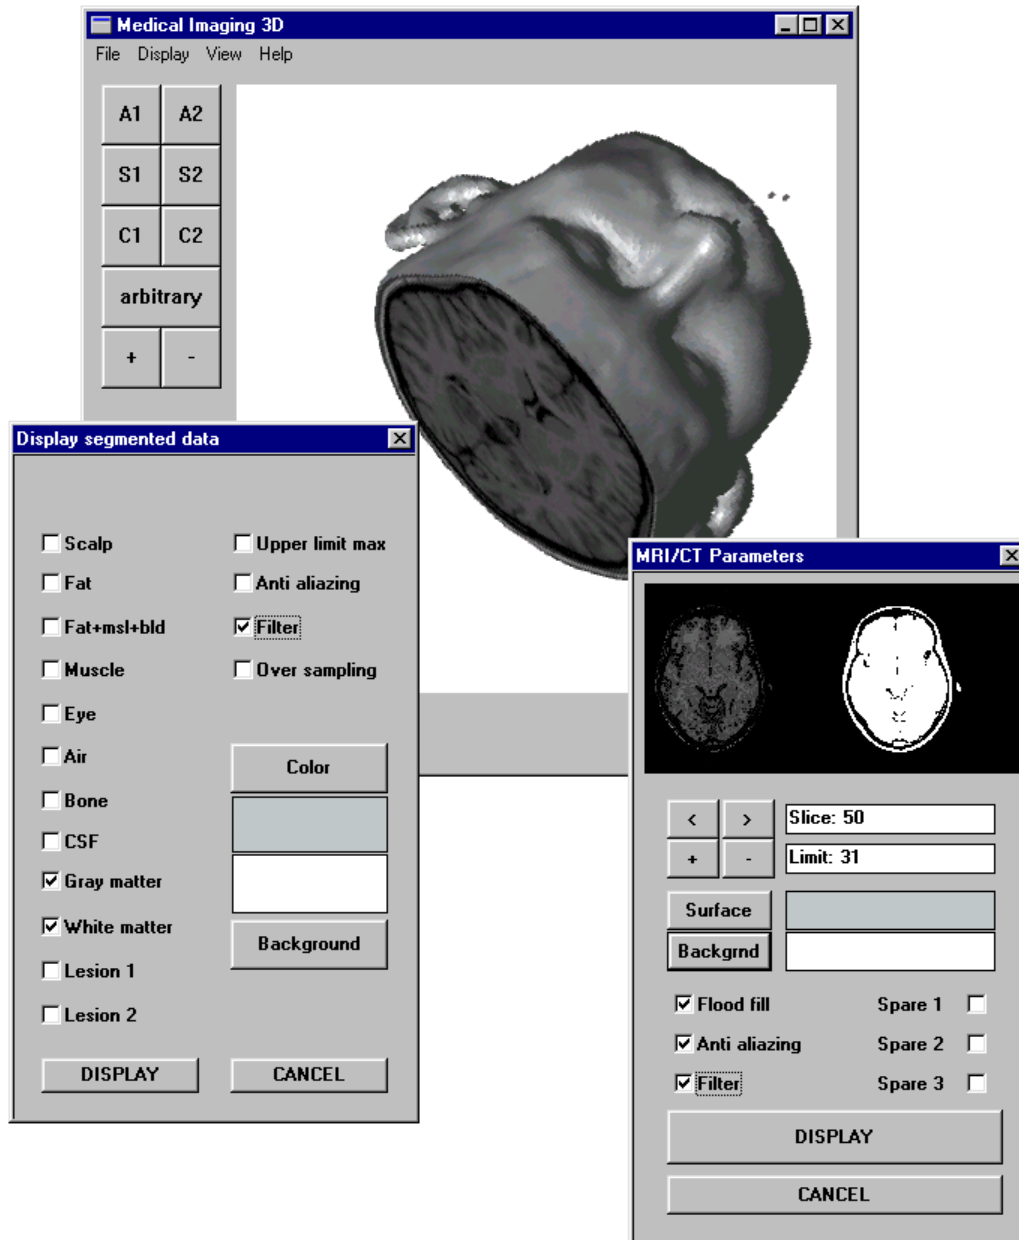 Medical Imaging 3D
File Display View Help
A1 A2
S1 S2
C1 C2
arbitrary
+ -
Display segmented data
Scalp
Fat
Fat+msl+bld
Muscle
Eye
Air
Bone
CSF
Gray matter
White matter
Lesion 1
Lesion 2
Upper limit max
Anti aliazing
Filter
Over sampling
Color
Background
DISPLAY CANCEL
MRI/CT Parameters
< > Slice: 50
+ - Limit: 31
Surface
Backgrnd
Flood fill Spare 1
Anti aliazing Spare 2
Filter Spare 3
DISPLAY
CANCEL